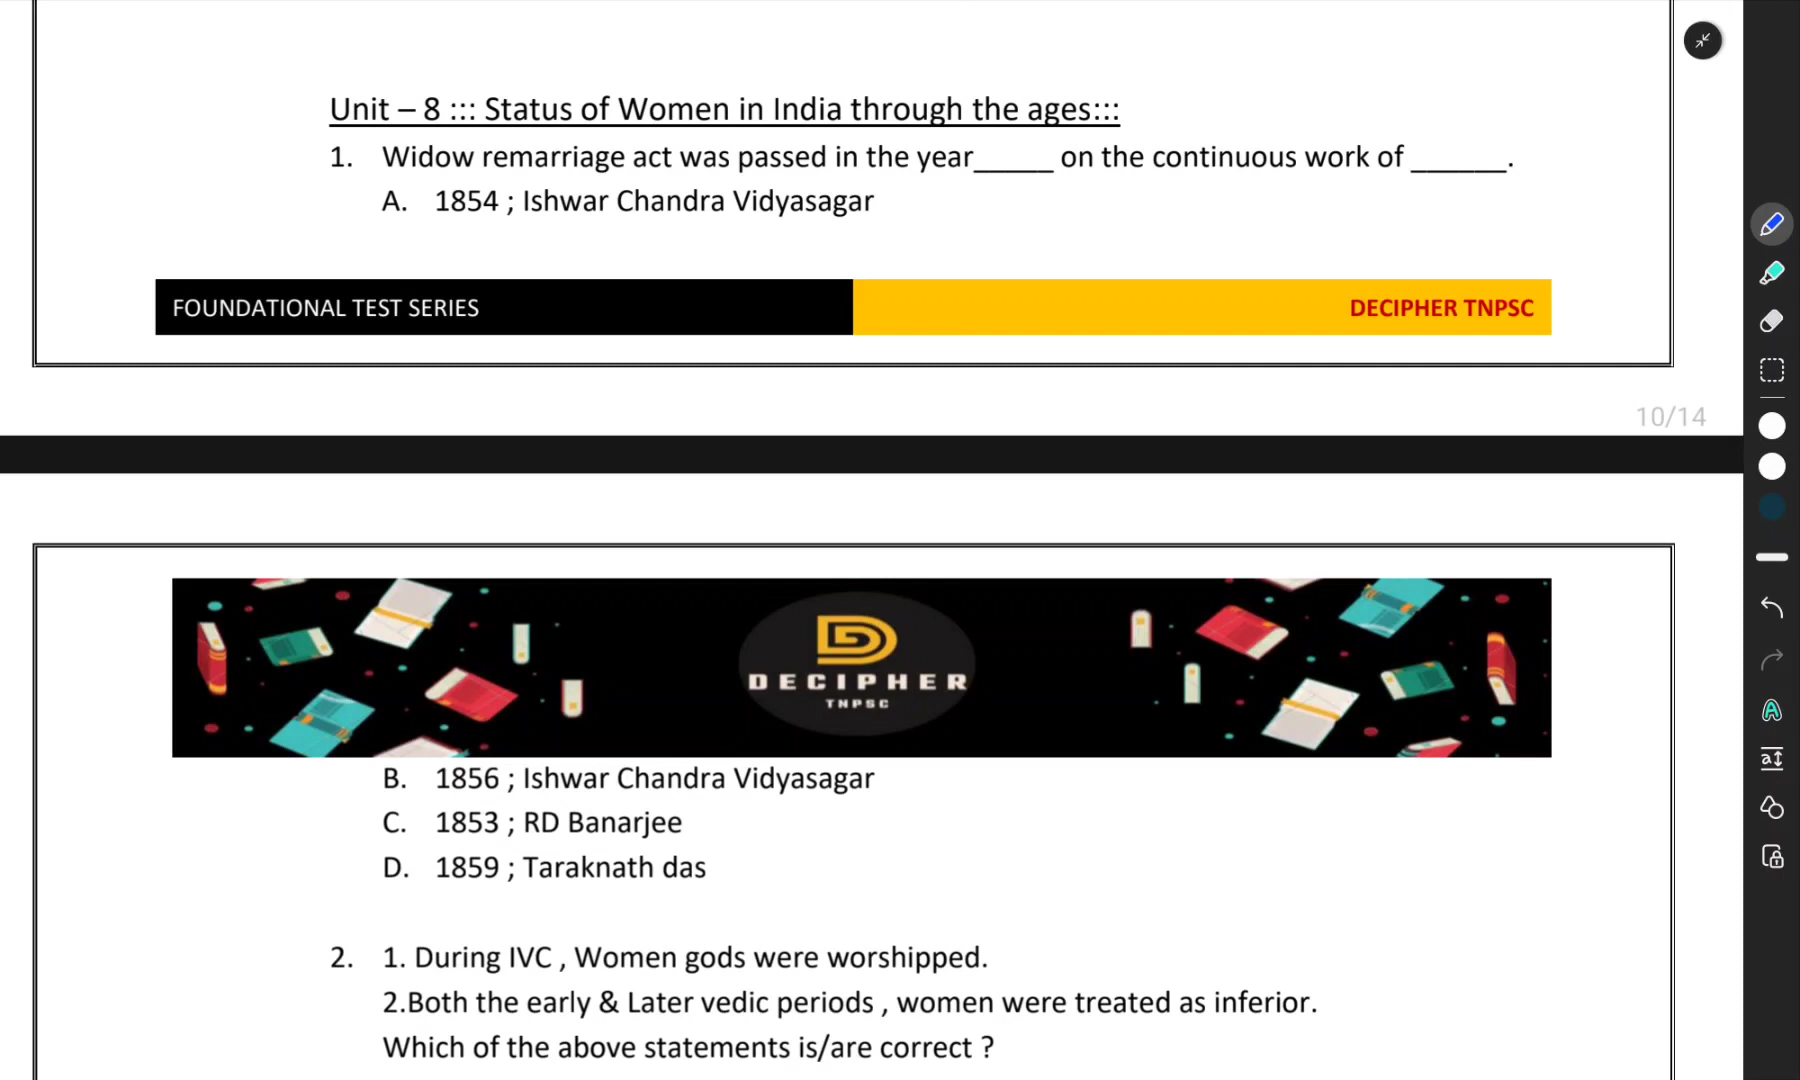 Unit – 8 ::: Status of Women in India through the ages:::
1. Widow remarriage act was passed in the year_____ on the continuous work of ______.
A. 1854 ; Ishwar Chandra Vidyasagar
FOUNDATIONAL TEST SERIES
DECIPHER TNPSC
10/14
DECIPHER
TNPSC
B. 1856 ; Ishwar Chandra Vidyasagar
C. 1853 ; RD Banarjee
D. 1859 ; Taraknath das
2. 1. During IVC , Women gods were worshipped.
2.Both the early & Later vedic periods , women were treated as inferior.
Which of the above statements is/are correct ?